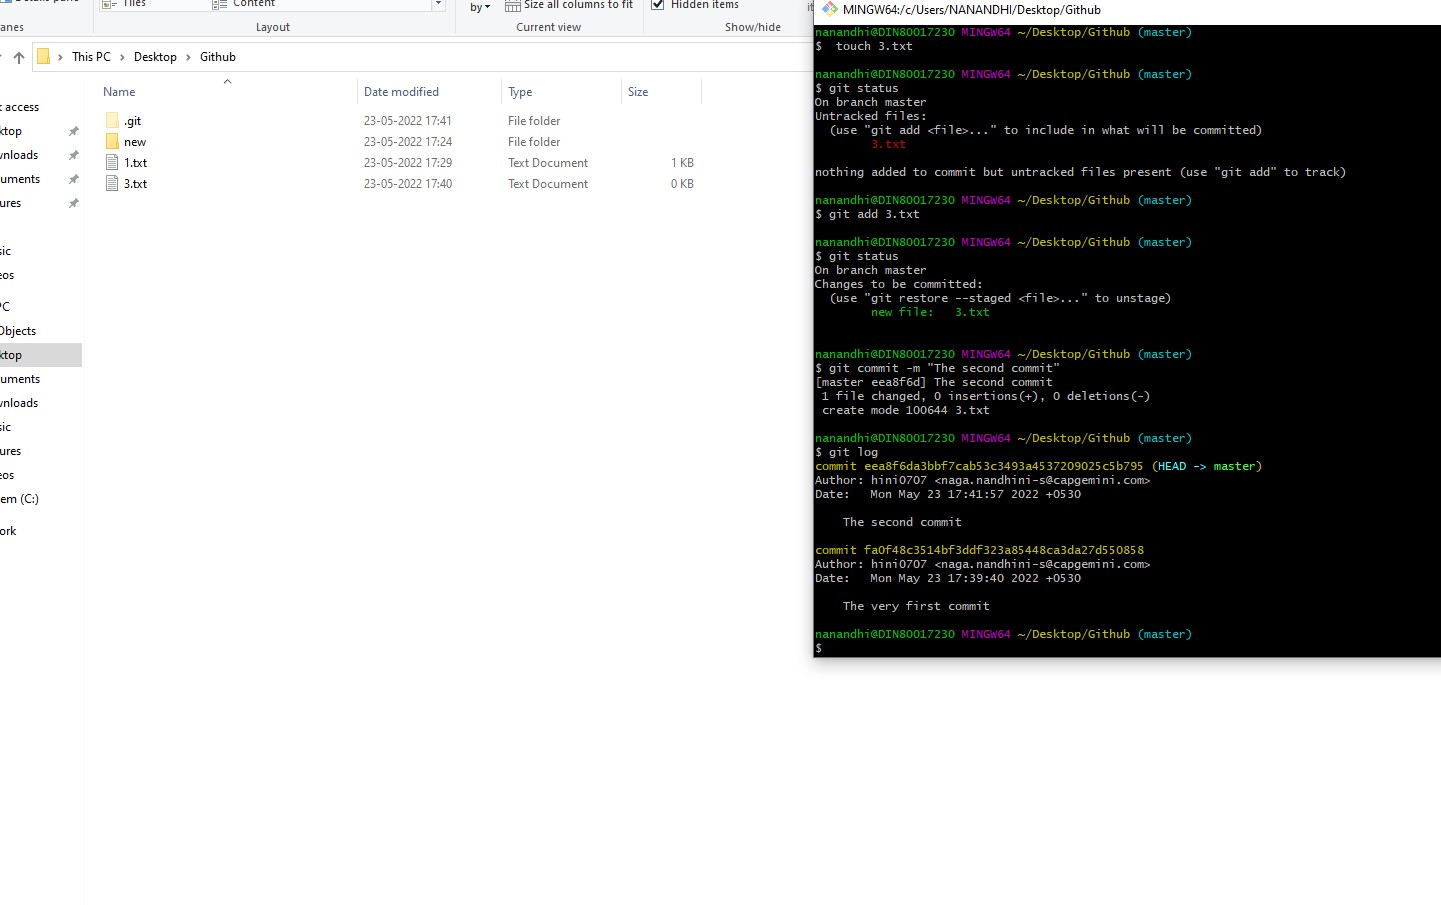 Tiles
Content
by
Size all columns to fit
Hidden items
anes
Layout
Current view
Show/hide
This PC > Desktop > Github
Name Date modified Type Size
.git 23-05-2022 17:41 File folder
new 23-05-2022 17:24 File folder
1.txt 23-05-2022 17:29 Text Document 1 KB
3.txt 23-05-2022 17:40 Text Document 0 KB
access
ktop
wnloads
uments
ures
ic
eos
PC
Objects
ktop
uments
wnloads
ic
ures
eos
em (C:)
ork
MINGW64:/c/Users/NANANDHI/Desktop/Github
nanandhi@DIN80017230 MINGW64 ~/Desktop/Github (master)
$  touch 3.txt
nanandhi@DIN80017230 MINGW64 ~/Desktop/Github (master)
$ git status
On branch master
Untracked files:
(use "git add <file>..." to include in what will be committed)
3.txt
nothing added to commit but untracked files present (use "git add" to track)
nanandhi@DIN80017230 MINGW64 ~/Desktop/Github (master)
$ git add 3.txt
nanandhi@DIN80017230 MINGW64 ~/Desktop/Github (master)
$ git status
On branch master
Changes to be committed:
(use "git restore --staged <file>..." to unstage)
new file:   3.txt
nanandhi@DIN80017230 MINGW64 ~/Desktop/Github (master)
$ git commit -m "The second commit"
[master eea8f6d] The second commit
1 file changed, 0 insertions(+), 0 deletions(-)
create mode 100644 3.txt
nanandhi@DIN80017230 MINGW64 ~/Desktop/Github (master)
$ git log
commit eea8f6da3bbf7cab53c3493a4537209025c5b795 (HEAD -> master)
Author: hini0707 <naga.nandhini-s@capgemini.com>
Date:   Mon May 23 17:41:57 2022 +0530
The second commit
commit fa0f48c3514bf3ddf323a85448ca3da27d550858
Author: hini0707 <naga.nandhini-s@capgemini.com>
Date:   Mon May 23 17:39:40 2022 +0530
The very first commit
nanandhi@DIN80017230 MINGW64 ~/Desktop/Github (master)
$